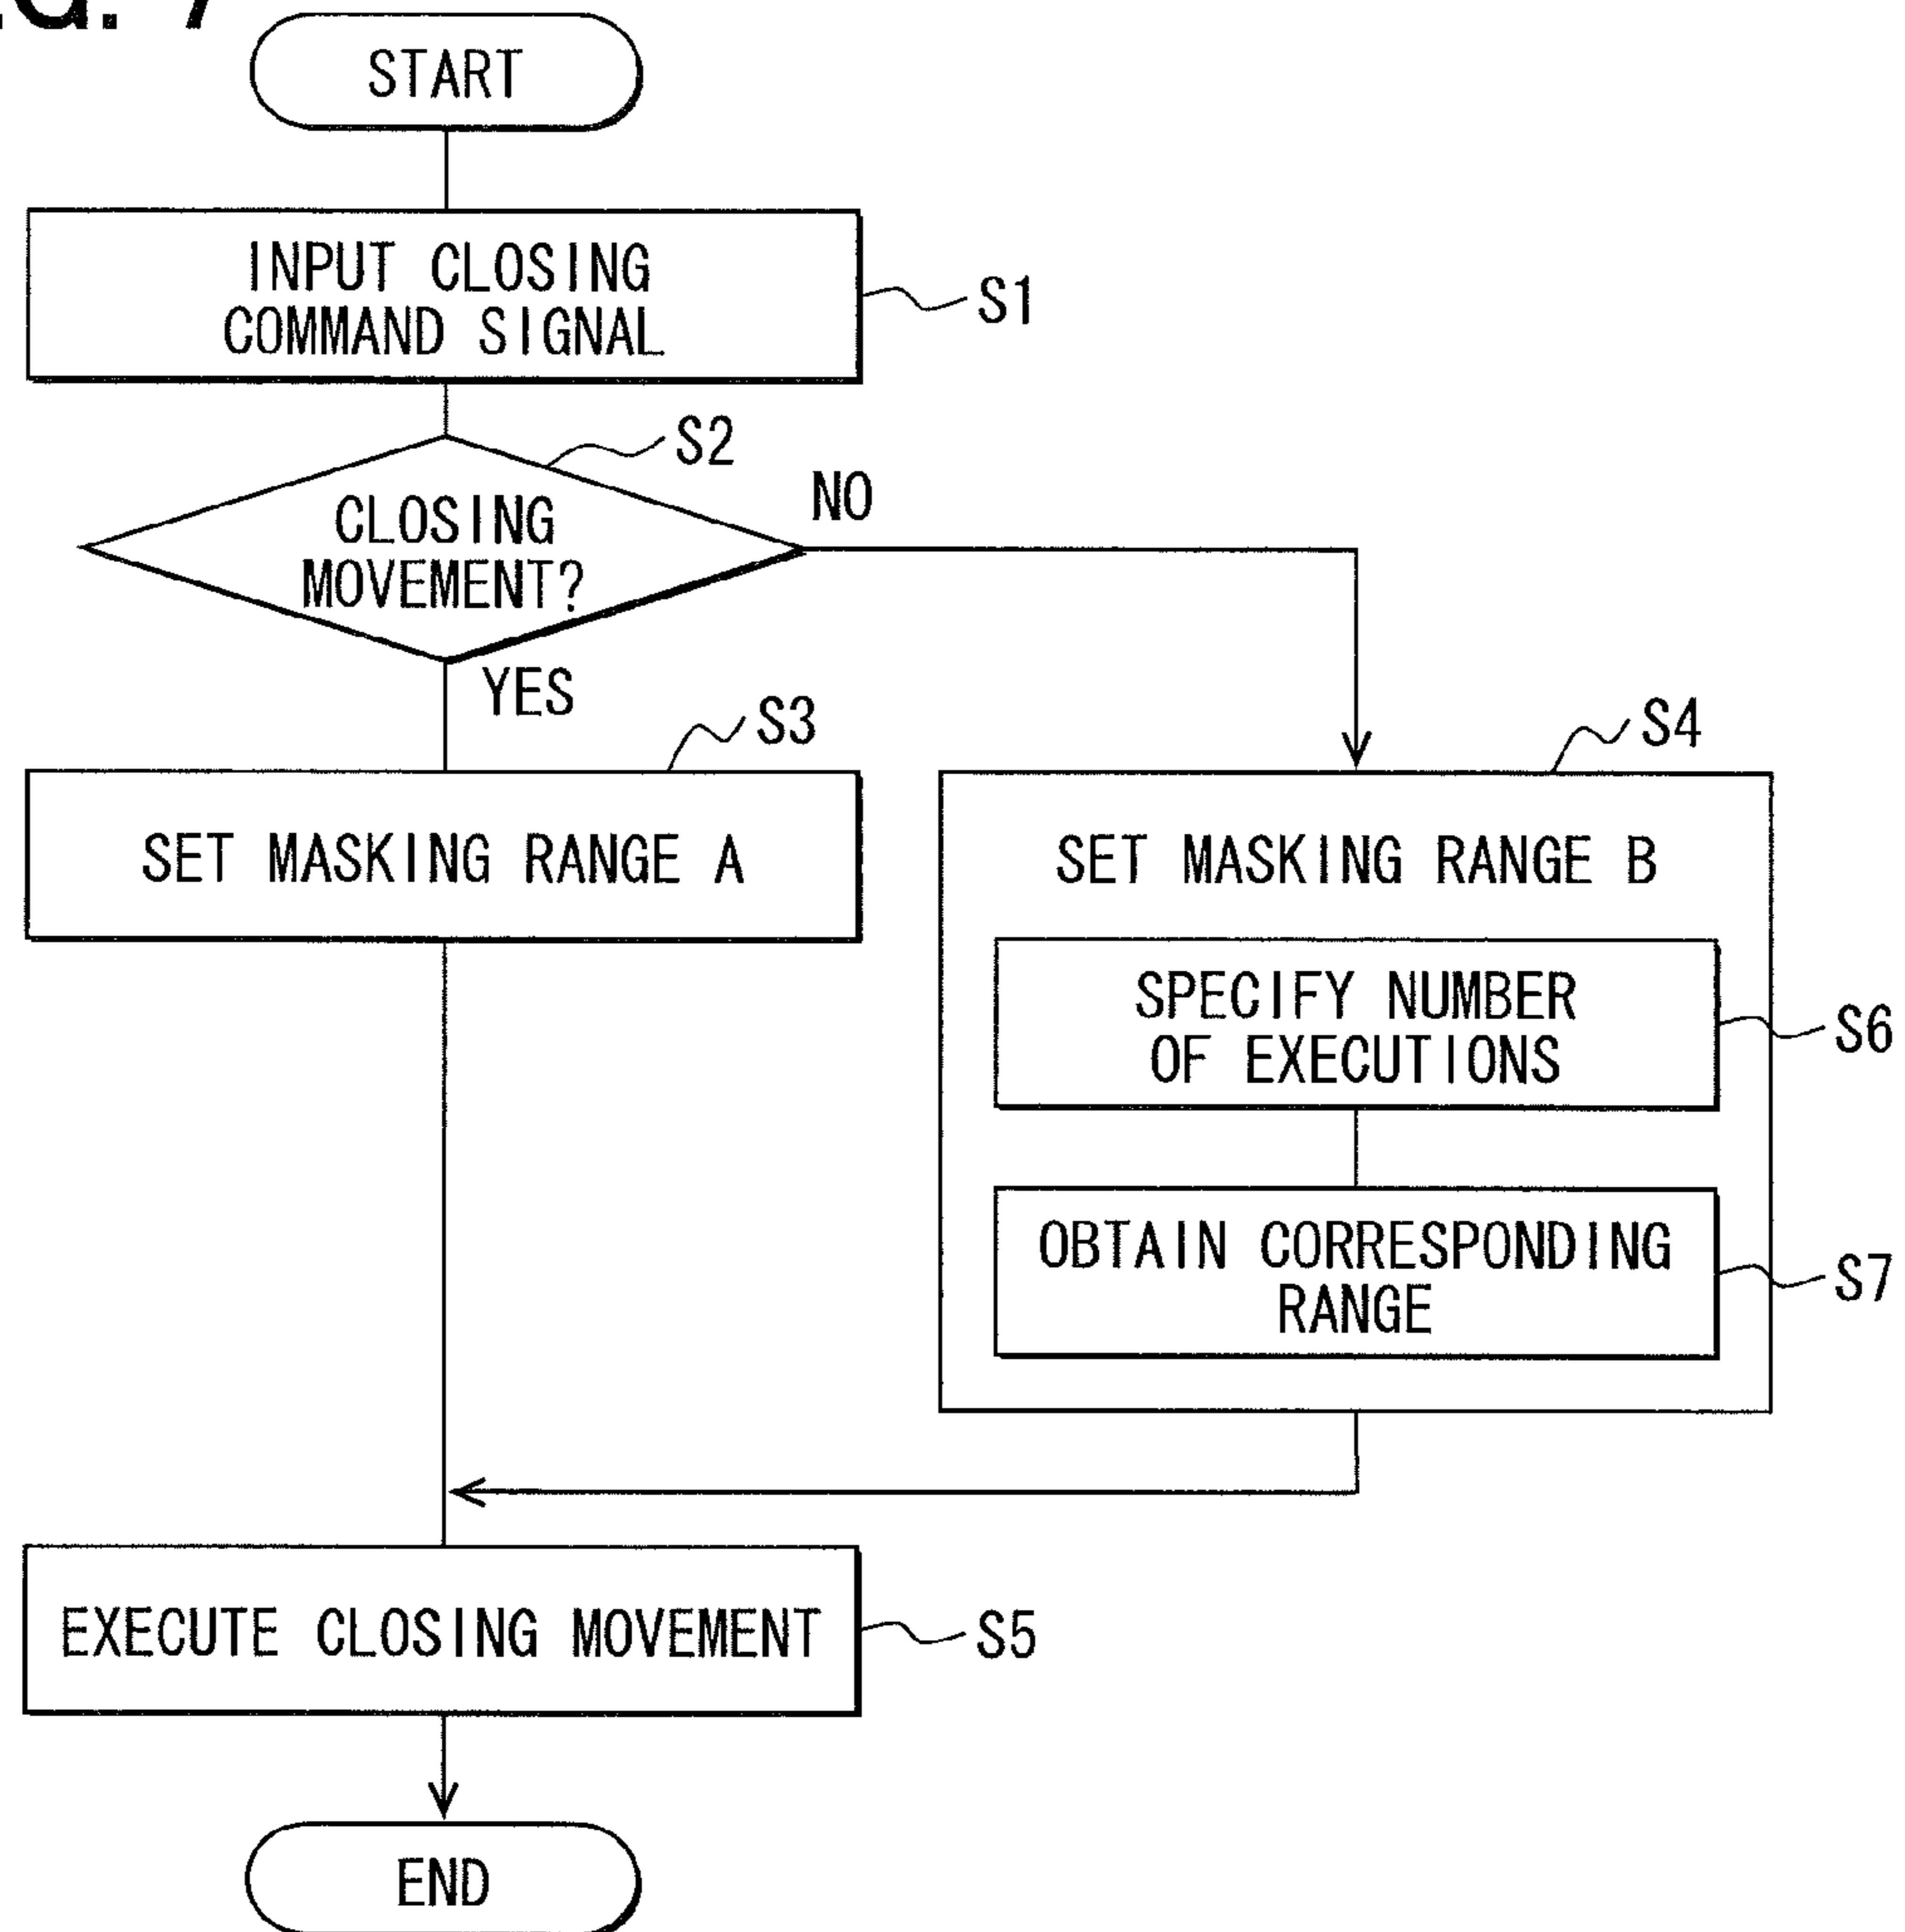 START
INPUT CLOSING
COMMAND SIGNAL
S1
S2
CLOSING
MOVEMENT?
NO
YES
S3
SET MASKING RANGE A
S4
SET MASKING RANGE B
SPECIFY NUMBER
OF EXECUTIONS
S6
OBTAIN CORRESPONDING
RANGE
S7
EXECUTE CLOSING MOVEMENT
S5
END